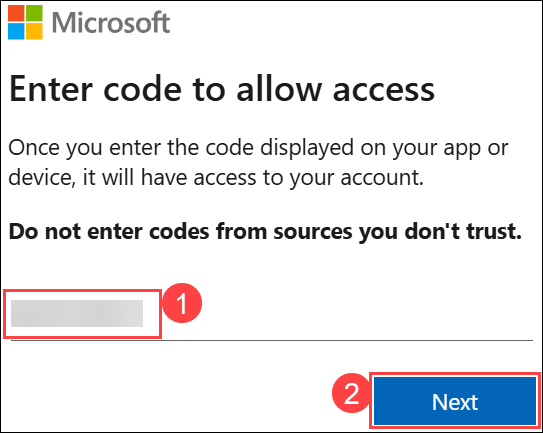 Microsoft
Enter code to allow access
Once you enter the code displayed on your app or
device, it will have access to your account.
Do not enter codes from sources you don't trust.
1
2
Next